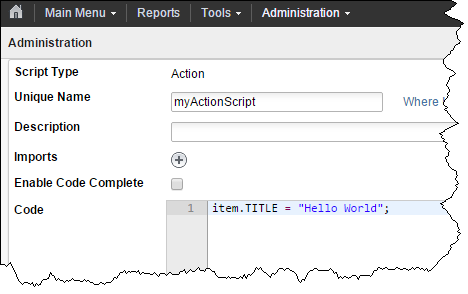 Main Menu Reports Tools Administration
Administration
Script Type Action
Unique Name myActionScript Where
Description
Imports
Enable Code Complete
Code 1 item.TITLE = "Hello World";